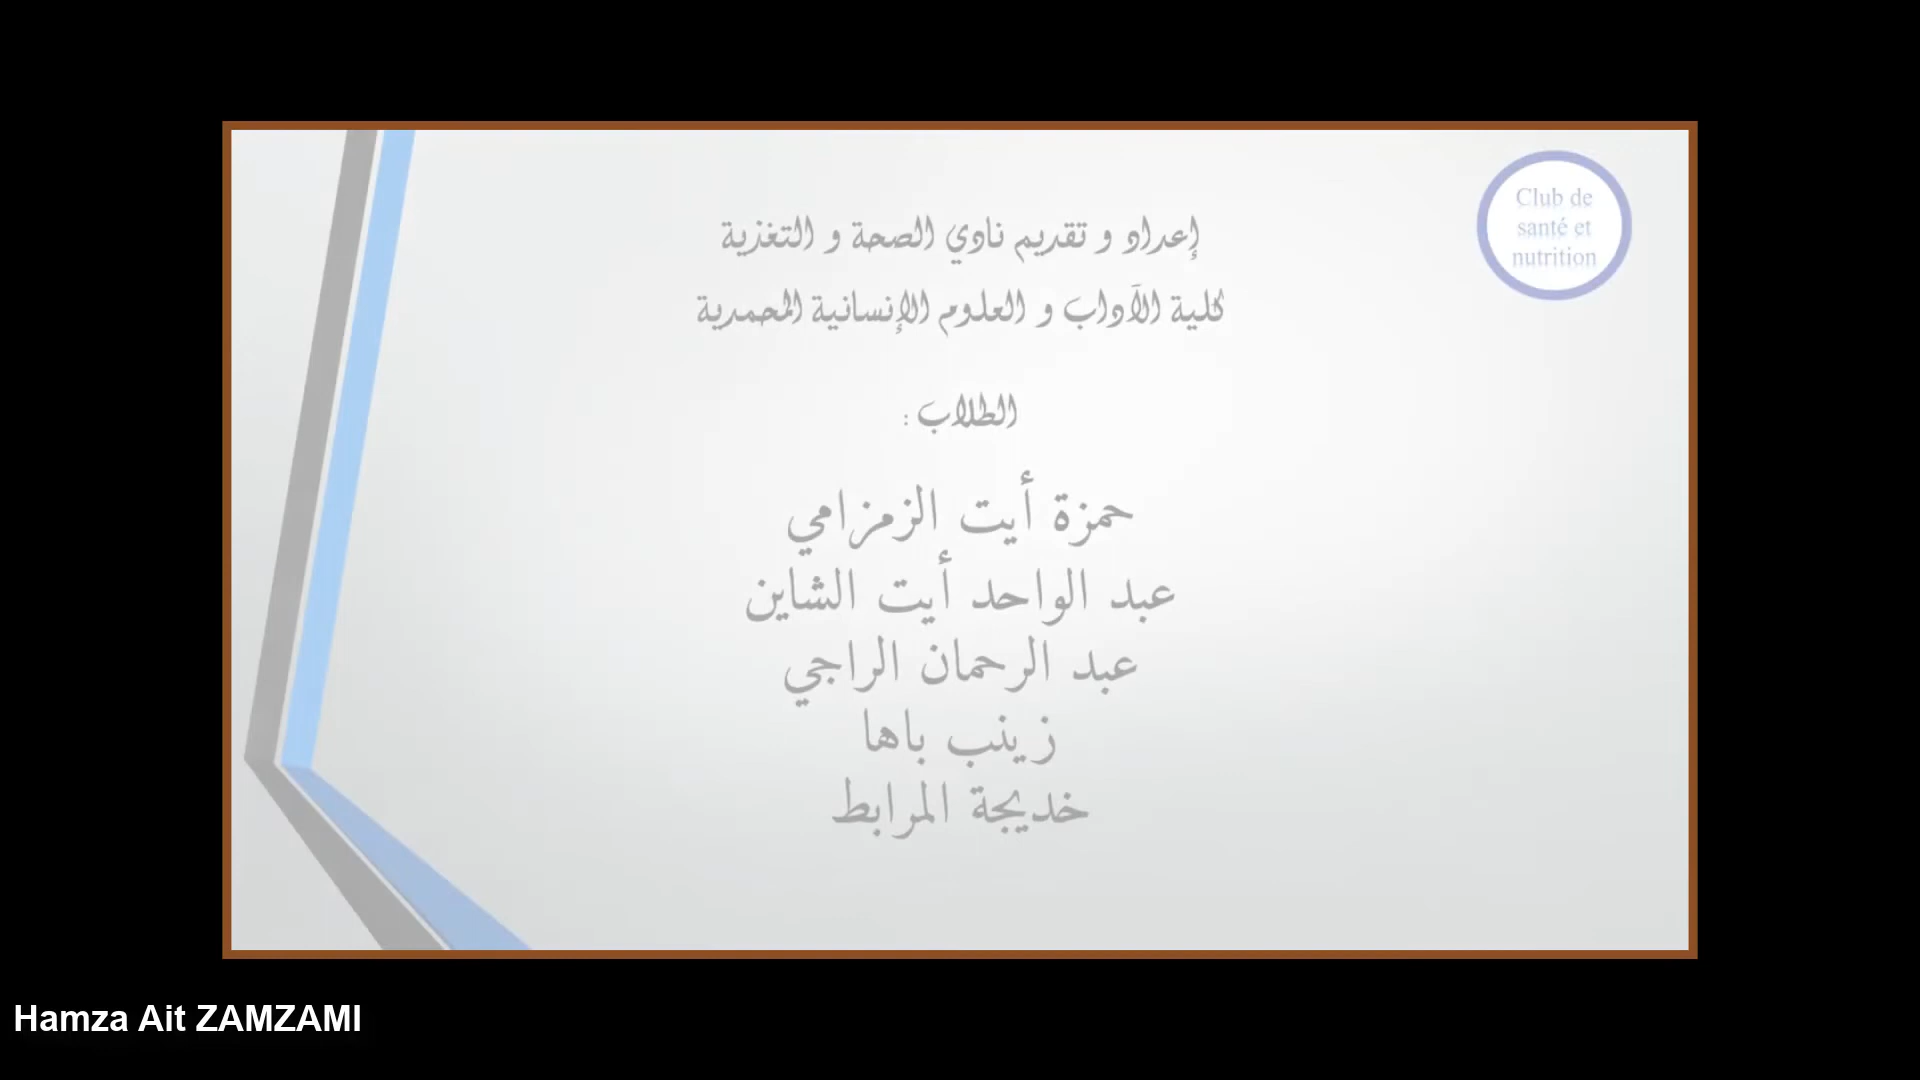 Club de
santé et
nutrition
إعداد و تقديم نادي الصحة و التغذية
كلية الآداب و العلوم الإنسانية المحمدية
الطلاب :
حمزة أيت الزمزامي
عبد الواحد أيت الشاين
عبد الرحمان الراجي
زينب باها
خديجة المرابط
Hamza Ait ZAMZAMI